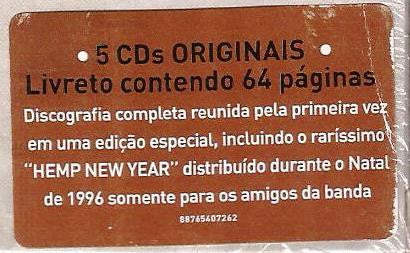 • 5 CDs ORIGINAIS •
Livreto contendo 64 páginas
Discografia completa reunida pela primeira vez
em uma edição especial, incluindo o raríssimo
“HEMP NEW YEAR” distribuído durante o Natal
de 1996 somente para os amigos da banda
88765407262